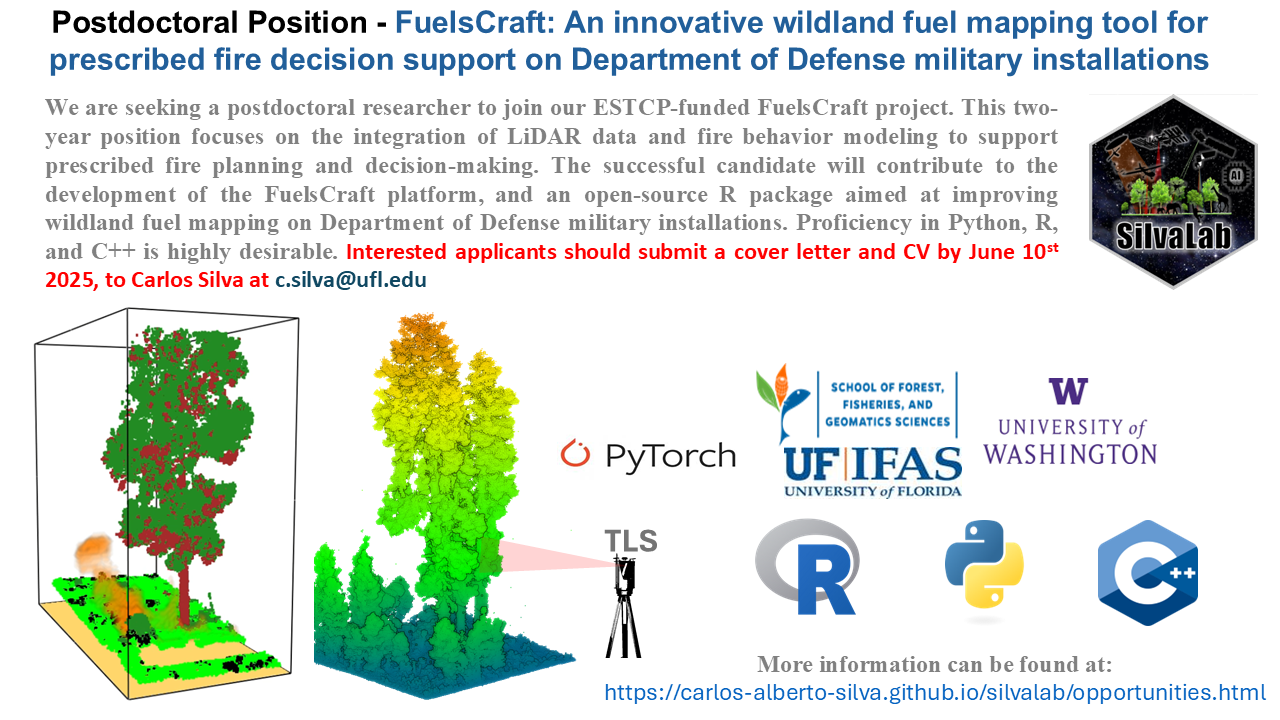 Postdoctoral Position - FuelsCraft: An innovative wildland fuel mapping tool for
prescribed fire decision support on Department of Defense military installations
We are seeking a postdoctoral researcher to join our ESTCP-funded FuelsCraft project. This two-
year position focuses on the integration of LiDAR data and fire behavior modeling to support
prescribed fire planning and decision-making. The successful candidate will contribute to the
development of the FuelsCraft platform, and an open-source R package aimed at improving
wildland fuel mapping on Department of Defense military installations. Proficiency in Python, R,
and C++ is highly desirable. Interested applicants should submit a cover letter and CV by June 10st
2025, to Carlos Silva at c.silva@ufl.edu
AI
SilvaLab
PyTorch
SCHOOL OF FOREST,
FISHERIES, AND
GEOMATICS SCIENCES
UF|IFAS
UNIVERSITY of FLORIDA
W
UNIVERSITY of
WASHINGTON
TLS
R
C++
More information can be found at:
https://carlos-alberto-silva.github.io/silvalab/opportunities.html